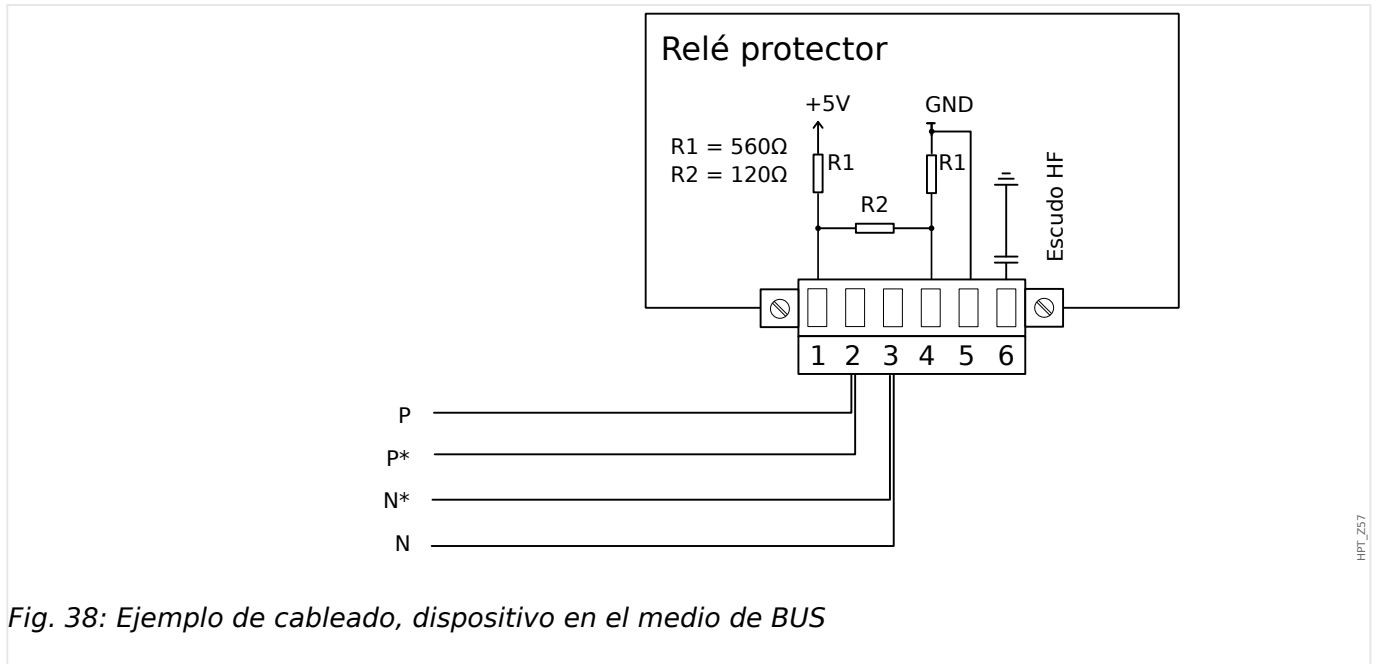 Relé protector
+5V
GND
R1 = 560Ω
R2 = 120Ω
R1
R1
R2
Escudo HF
1 2 3 4 5 6
P
P*
N*
N
HPT_Z57
Fig. 38: Ejemplo de cableado, dispositivo en el medio de BUS